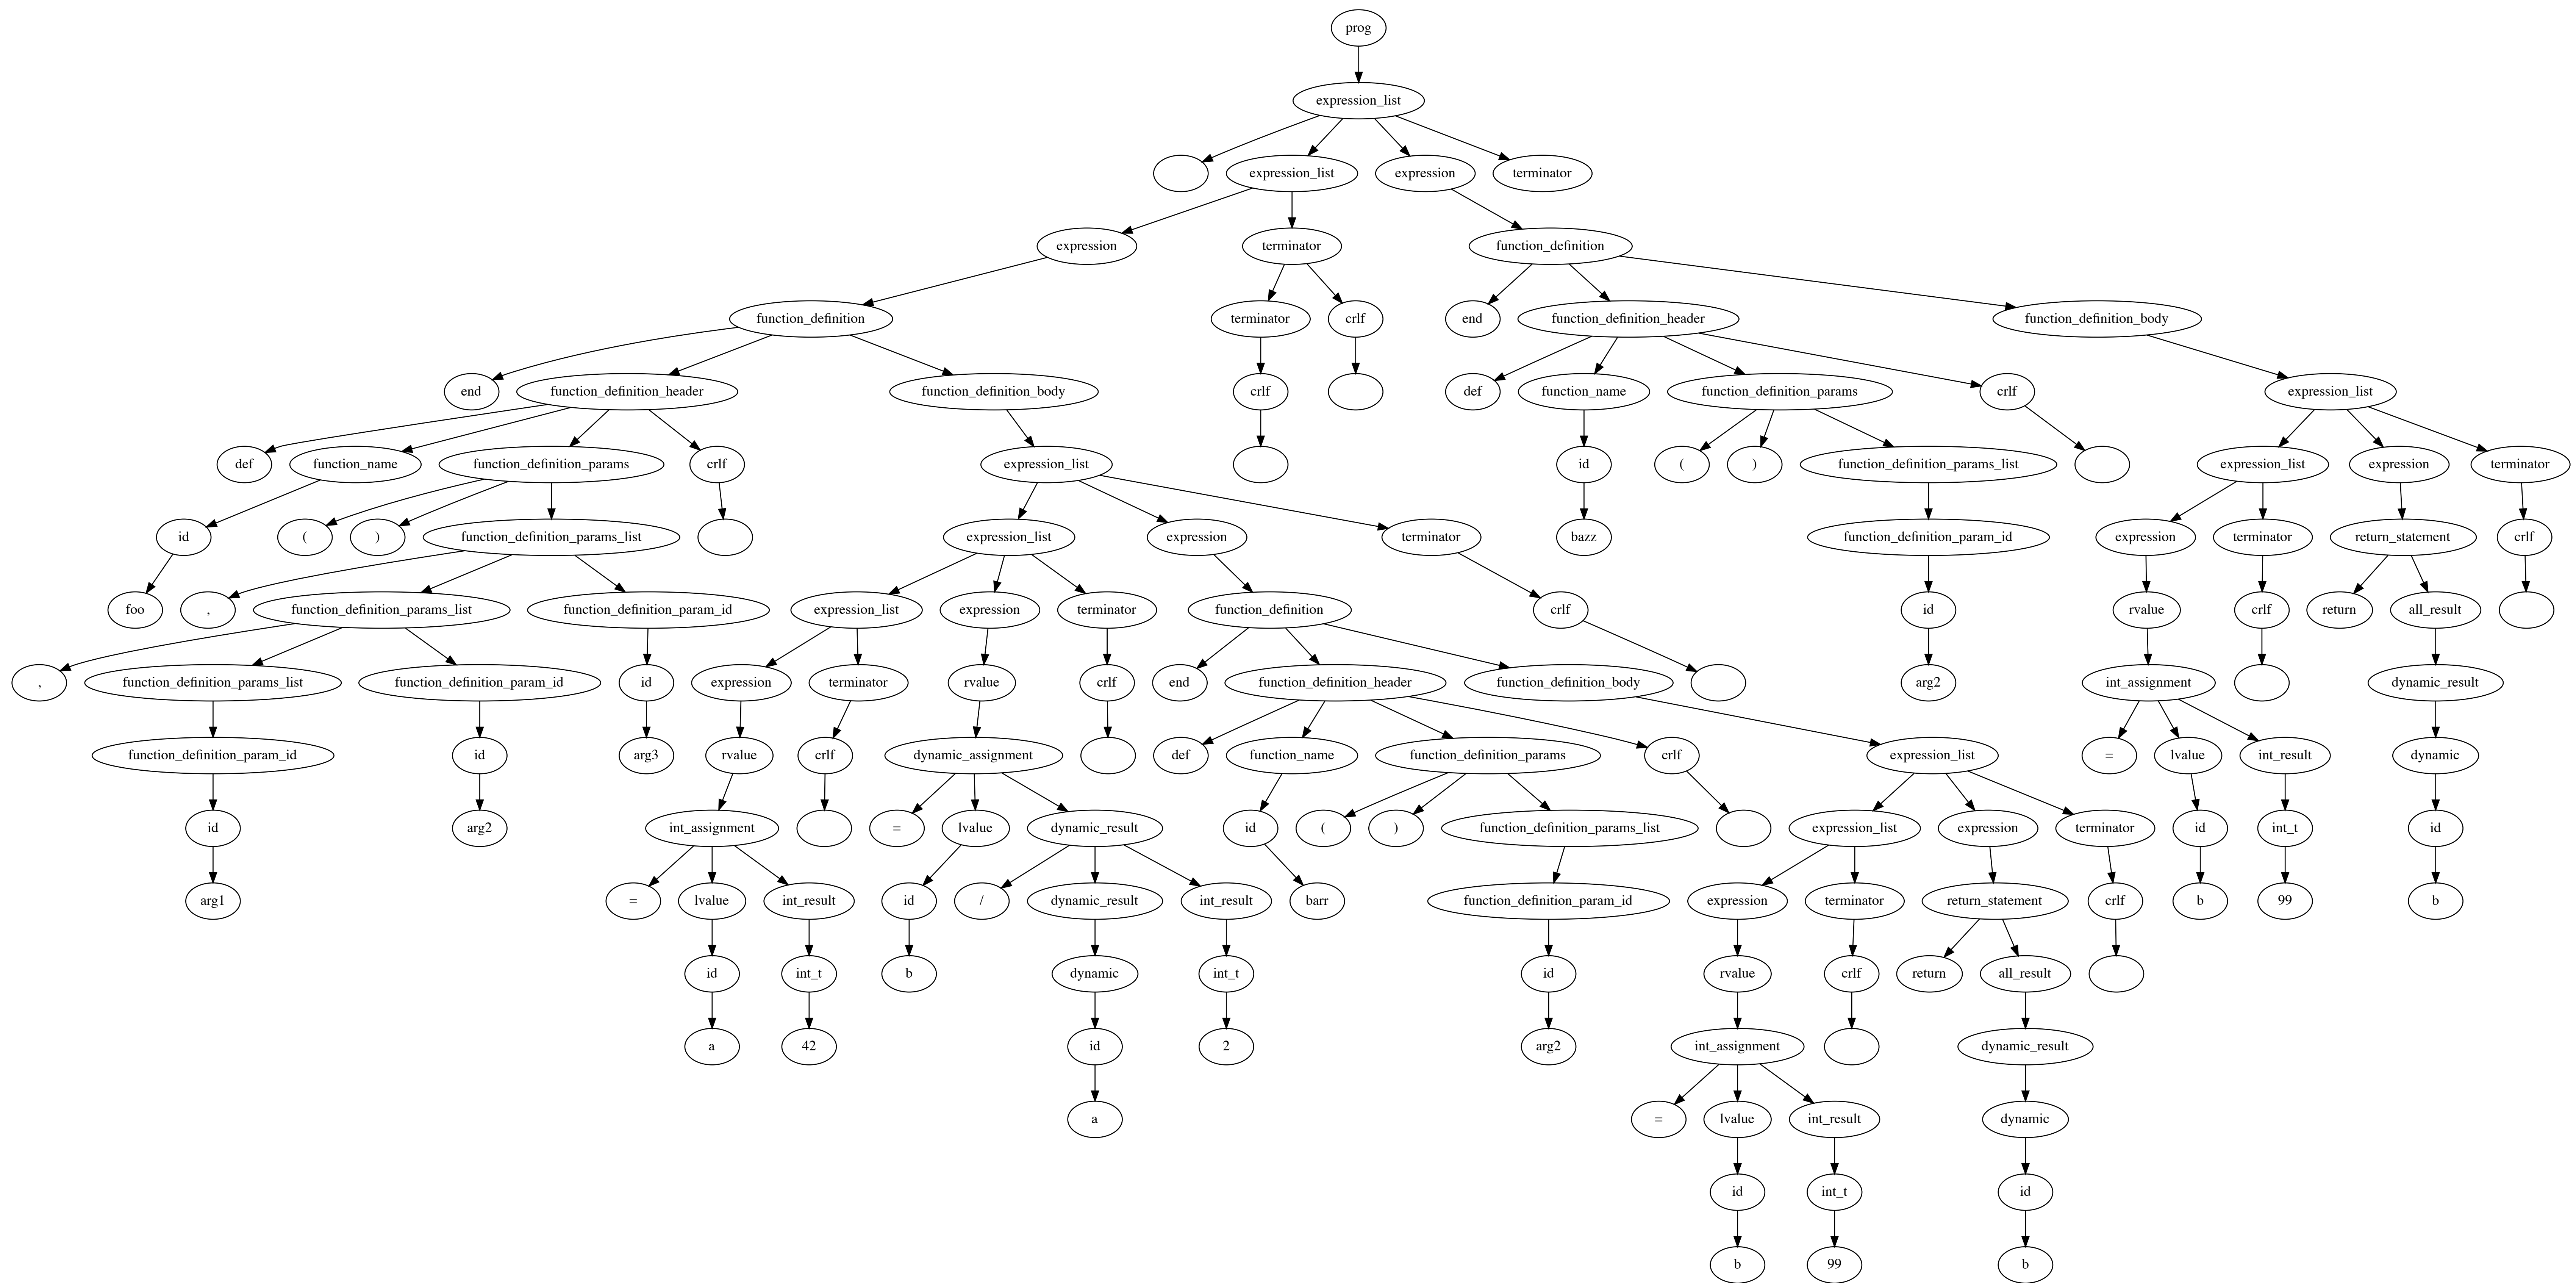 prog
expression_list
expression_list expression terminator
expression terminator function_definition
function_definition terminator crlf end function_definition_header function_definition_body
end function_definition_header function_definition_body crlf def function_name function_definition_params crlf expression_list
def function_name function_definition_params crlf expression_list id ( ) function_definition_params_list expression_list expression terminator
id ( ) function_definition_params_list expression_list expression terminator bazz function_definition_param_id expression terminator return_statement crlf
foo , function_definition_params_list function_definition_param_id expression_list expression terminator function_definition crlf id rvalue crlf return all_result
, function_definition_params_list function_definition_param_id id expression terminator rvalue crlf end function_definition_header function_definition_body arg2 int_assignment dynamic_result
function_definition_param_id id arg3 rvalue crlf dynamic_assignment def function_name function_definition_params crlf expression_list = lvalue int_result dynamic
id arg2 int_assignment = lvalue dynamic_result id ( ) function_definition_params_list expression_list expression terminator id int_t id
arg1 = lvalue int_result id / dynamic_result int_result barr function_definition_param_id expression terminator return_statement crlf b 99 b
id int_t b dynamic int_t id rvalue crlf return all_result
a 42 id 2 arg2 int_assignment dynamic_result
a = lvalue int_result dynamic
id int_t id
b 99 b